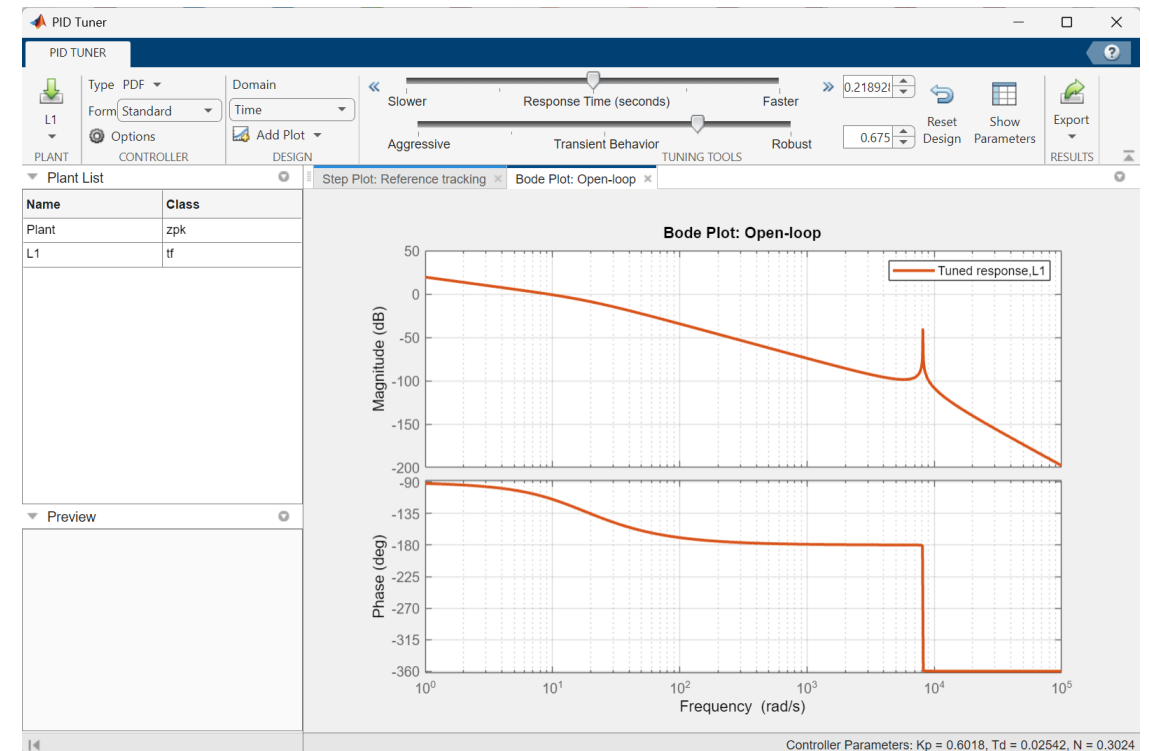 PID Tuner
PID TUNER
?
L1
PLANT
Type PDF
Form Standard
Options
CONTROLLER
Domain
Time
Add Plot
DESIGN
Slower Response Time (seconds) Faster
Aggressive Transient Behavior Robust
0.21892
0.675
TUNING TOOLS
Reset Design
Show Parameters
Export
RESULTS
Plant List
Name Class
Plant zpk
L1 tf
Preview
Step Plot: Reference tracking
Bode Plot: Open-loop
Bode Plot: Open-loop
Tuned response,L1
Magnitude (dB)
50
0
-50
-100
-150
-200
Phase (deg)
-90
-135
-180
-225
-270
-315
-360
10⁰ 10¹ 10² 10³ 10⁴ 10⁵
Frequency (rad/s)
Controller Parameters: Kp = 0.6018, Td = 0.02542, N = 0.3024